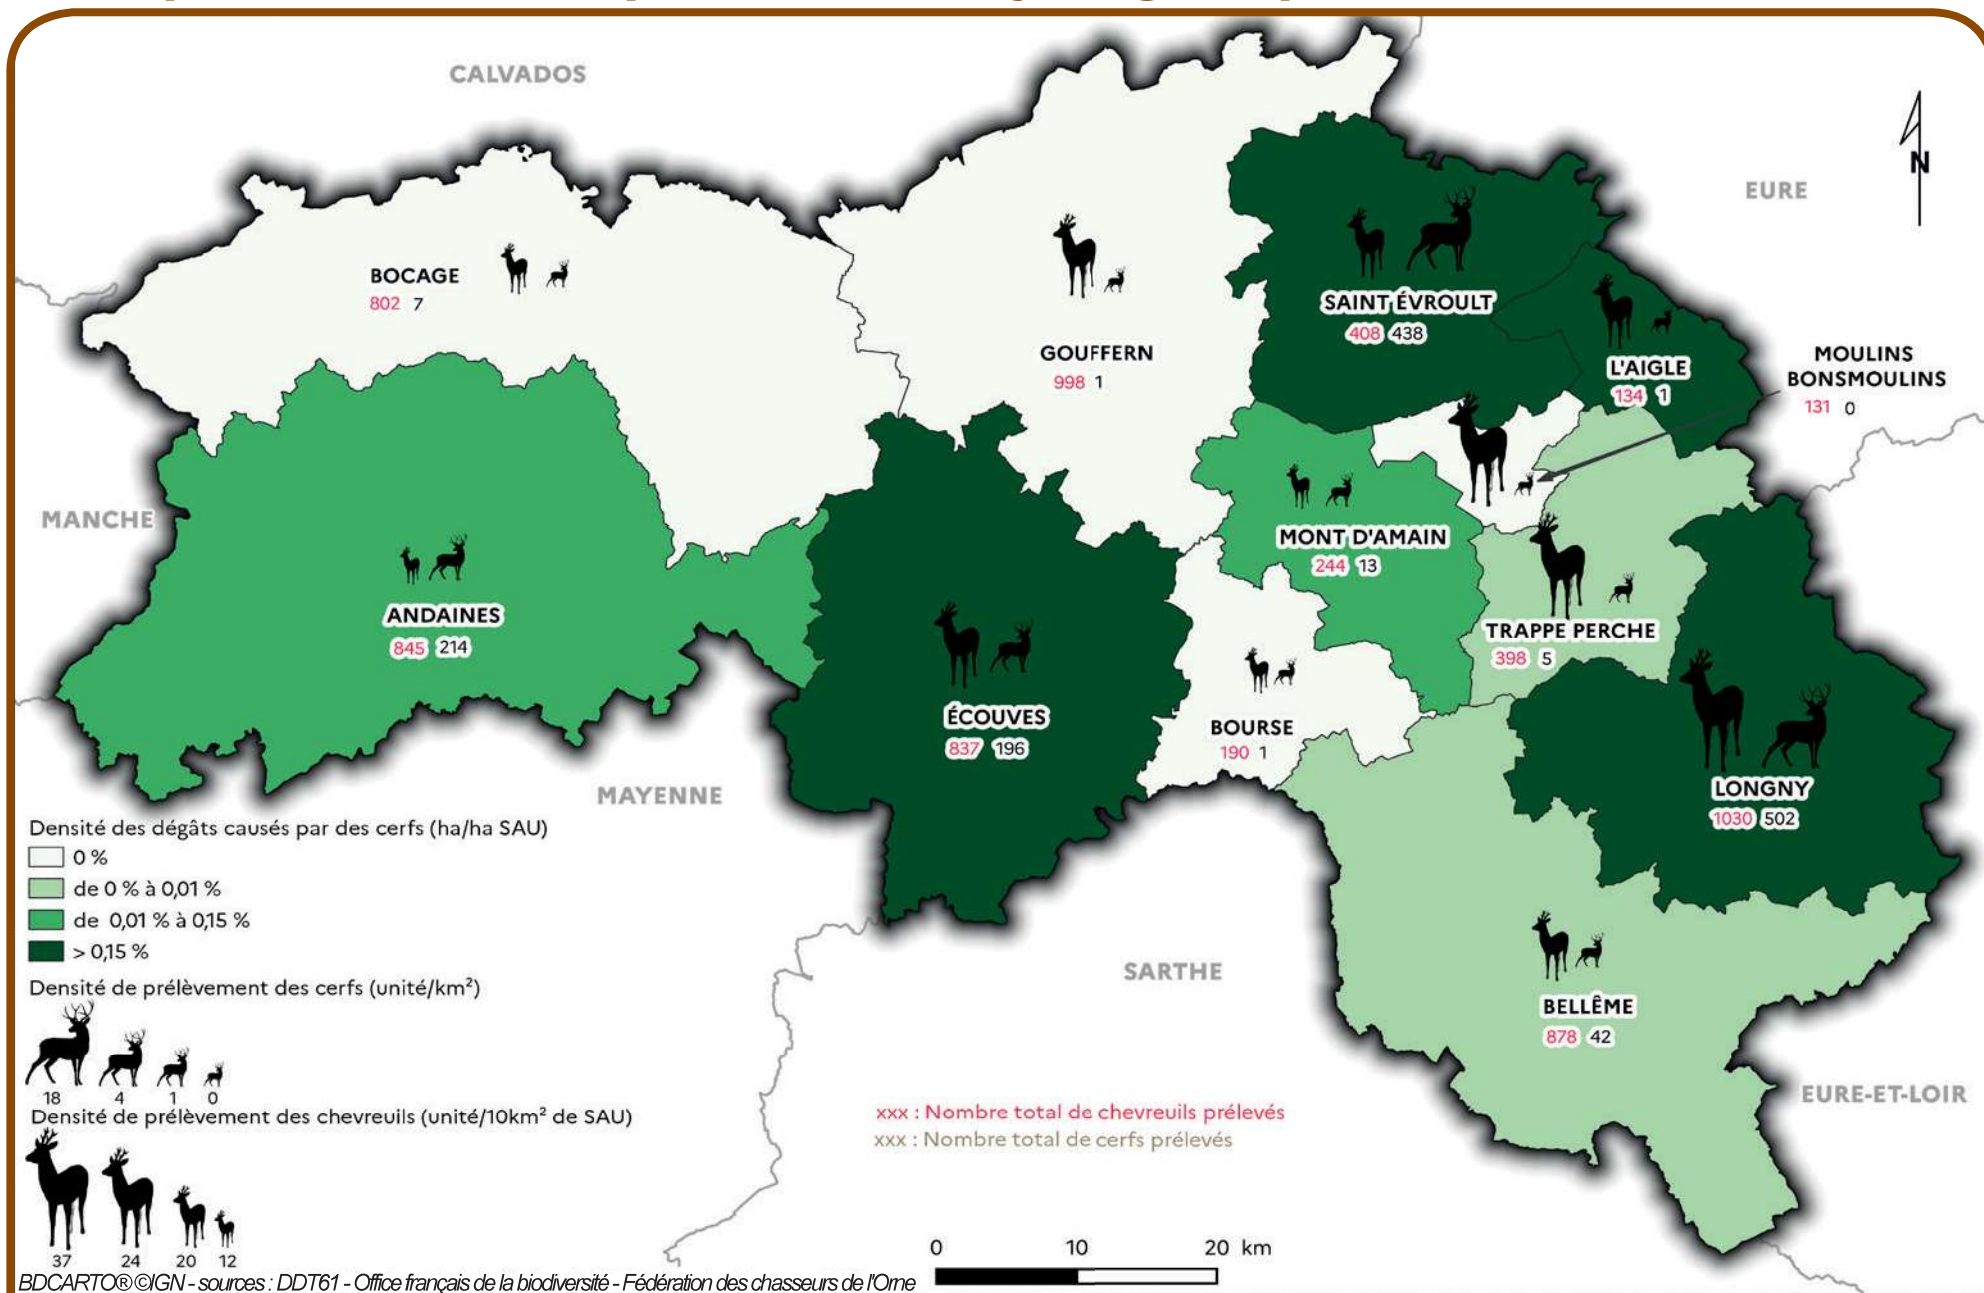 CALVADOS
EURE
N
BOCAGE
802 7
GOUFFERN
998 1
SAINT ÉVROULT
408 438
L'AIGLE
134 1
MOULINS
BONSMOULINS
131 0
MANCHE
MONT D'AMAIN
244 13
ANDAINES
845 214
TRAPPE PERCHE
398 5
ÉCOUVES
837 196
BOURSE
190 1
LONGNY
1030 502
MAYENNE
SARTHE
BELLÊME
878 42
EURE-ET-LOIR
Densité des dégâts causés par des cerfs (ha/ha SAU)
0 %
de 0 % à 0,01 %
de 0,01 % à 0,15 %
> 0,15 %
Densité de prélèvement des cerfs (unité/km²)
18 4 1 0
Densité de prélèvement des chevreuils (unité/10km² de SAU)
37 24 20 12
xxx : Nombre total de chevreuils prélevés
xxx : Nombre total de cerfs prélevés
0 10 20 km
BDCARTO® ©IGN - sources : DDT61 - Office français de la biodiversité - Fédération des chasseurs de l'Orne